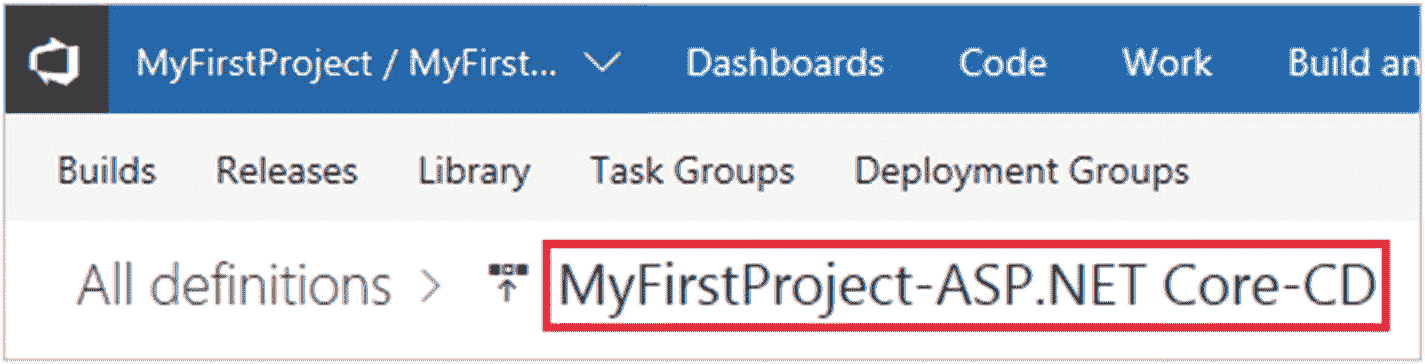 MyFirstProject / MyFirst... Dashboards Code Work Build an
Builds Releases Library Task Groups Deployment Groups
All definitions > MyFirstProject-ASP.NET Core-CD